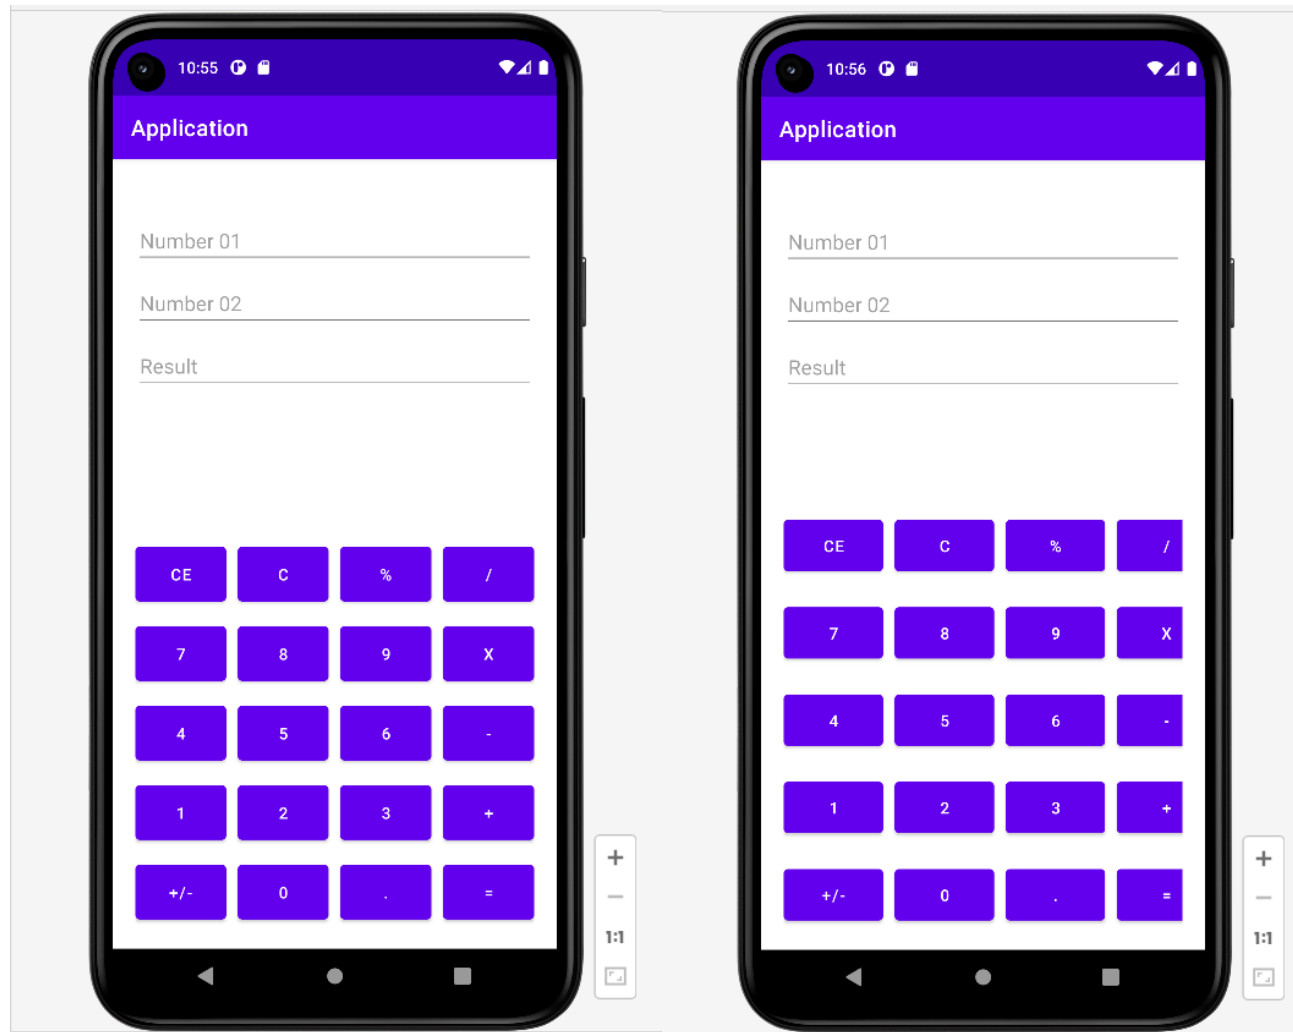 10:55
Application
Number 01
Number 02
Result
CE C % /
7 8 9 X
4 5 6 -
1 2 3 +
+/- 0 . =
+
−
1:1
10:56
Application
Number 01
Number 02
Result
CE C % /
7 8 9 X
4 5 6 -
1 2 3 +
+/- 0 . =
+
−
1:1